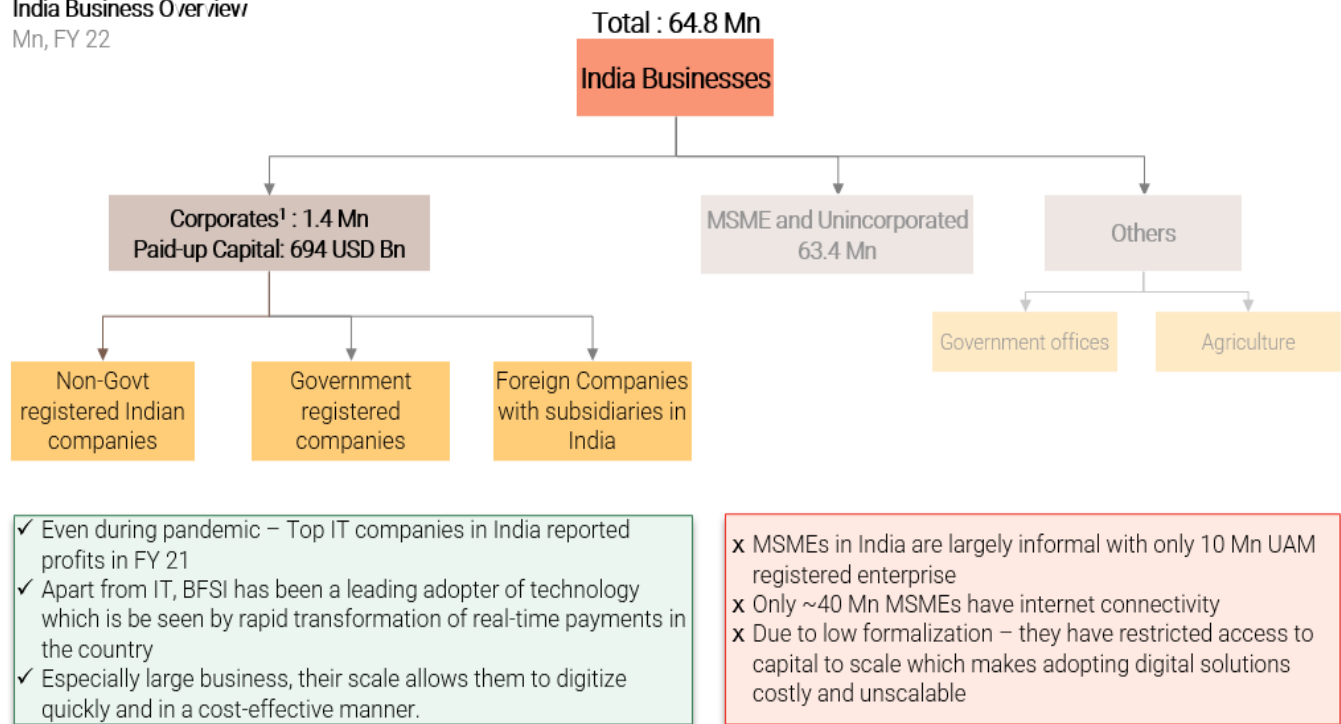 India Business Overview
Mn, FY 22
Total : 64.8 Mn
India Businesses
Corporates¹ : 1.4 Mn
Paid-up Capital: 694 USD Bn
MSME and Unincorporated
63.4 Mn
Others
Non-Govt
registered Indian
companies
Government
registered
companies
Foreign Companies
with subsidiaries in
India
Government offices
Agriculture
✓ Even during pandemic – Top IT companies in India reported
profits in FY 21
✓ Apart from IT, BFSI has been a leading adopter of technology
which is be seen by rapid transformation of real-time payments in
the country
✓ Especially large business, their scale allows them to digitize
quickly and in a cost-effective manner.
x MSMEs in India are largely informal with only 10 Mn UAM
registered enterprise
x Only ~40 Mn MSMEs have internet connectivity
x Due to low formalization – they have restricted access to
capital to scale which makes adopting digital solutions
costly and unscalable